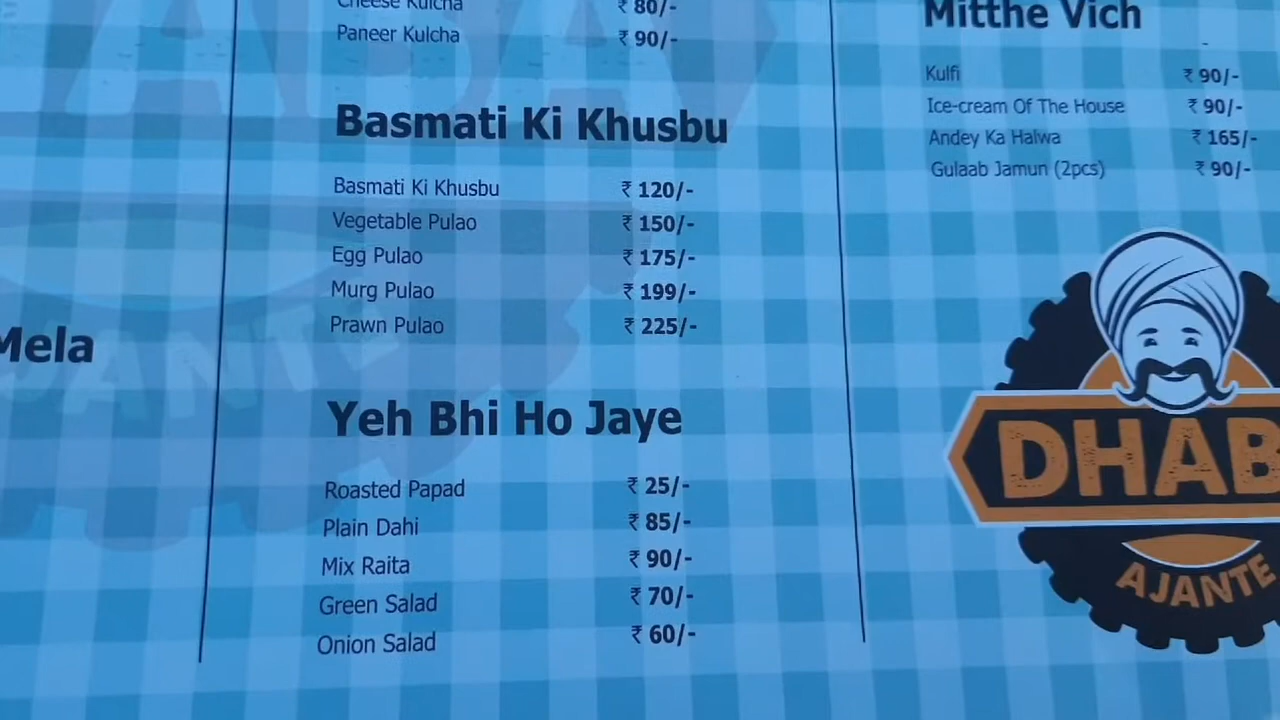 Cheese Kulcha ₹ 80/-
Paneer Kulcha ₹ 90/-
Basmati Ki Khusbu
Basmati Ki Khusbu ₹ 120/-
Vegetable Pulao ₹ 150/-
Egg Pulao ₹ 175/-
Murg Pulao ₹ 199/-
Prawn Pulao ₹ 225/-
Yeh Bhi Ho Jaye
Roasted Papad ₹ 25/-
Plain Dahi ₹ 85/-
Mix Raita ₹ 90/-
Green Salad ₹ 70/-
Onion Salad ₹ 60/-
Mela
Mitthe Vich
Kulfi ₹ 90/-
Ice-cream Of The House ₹ 90/-
Andey Ka Halwa ₹ 165/-
Gulaab Jamun (2pcs) ₹ 90/-
DHAB
AJANTE